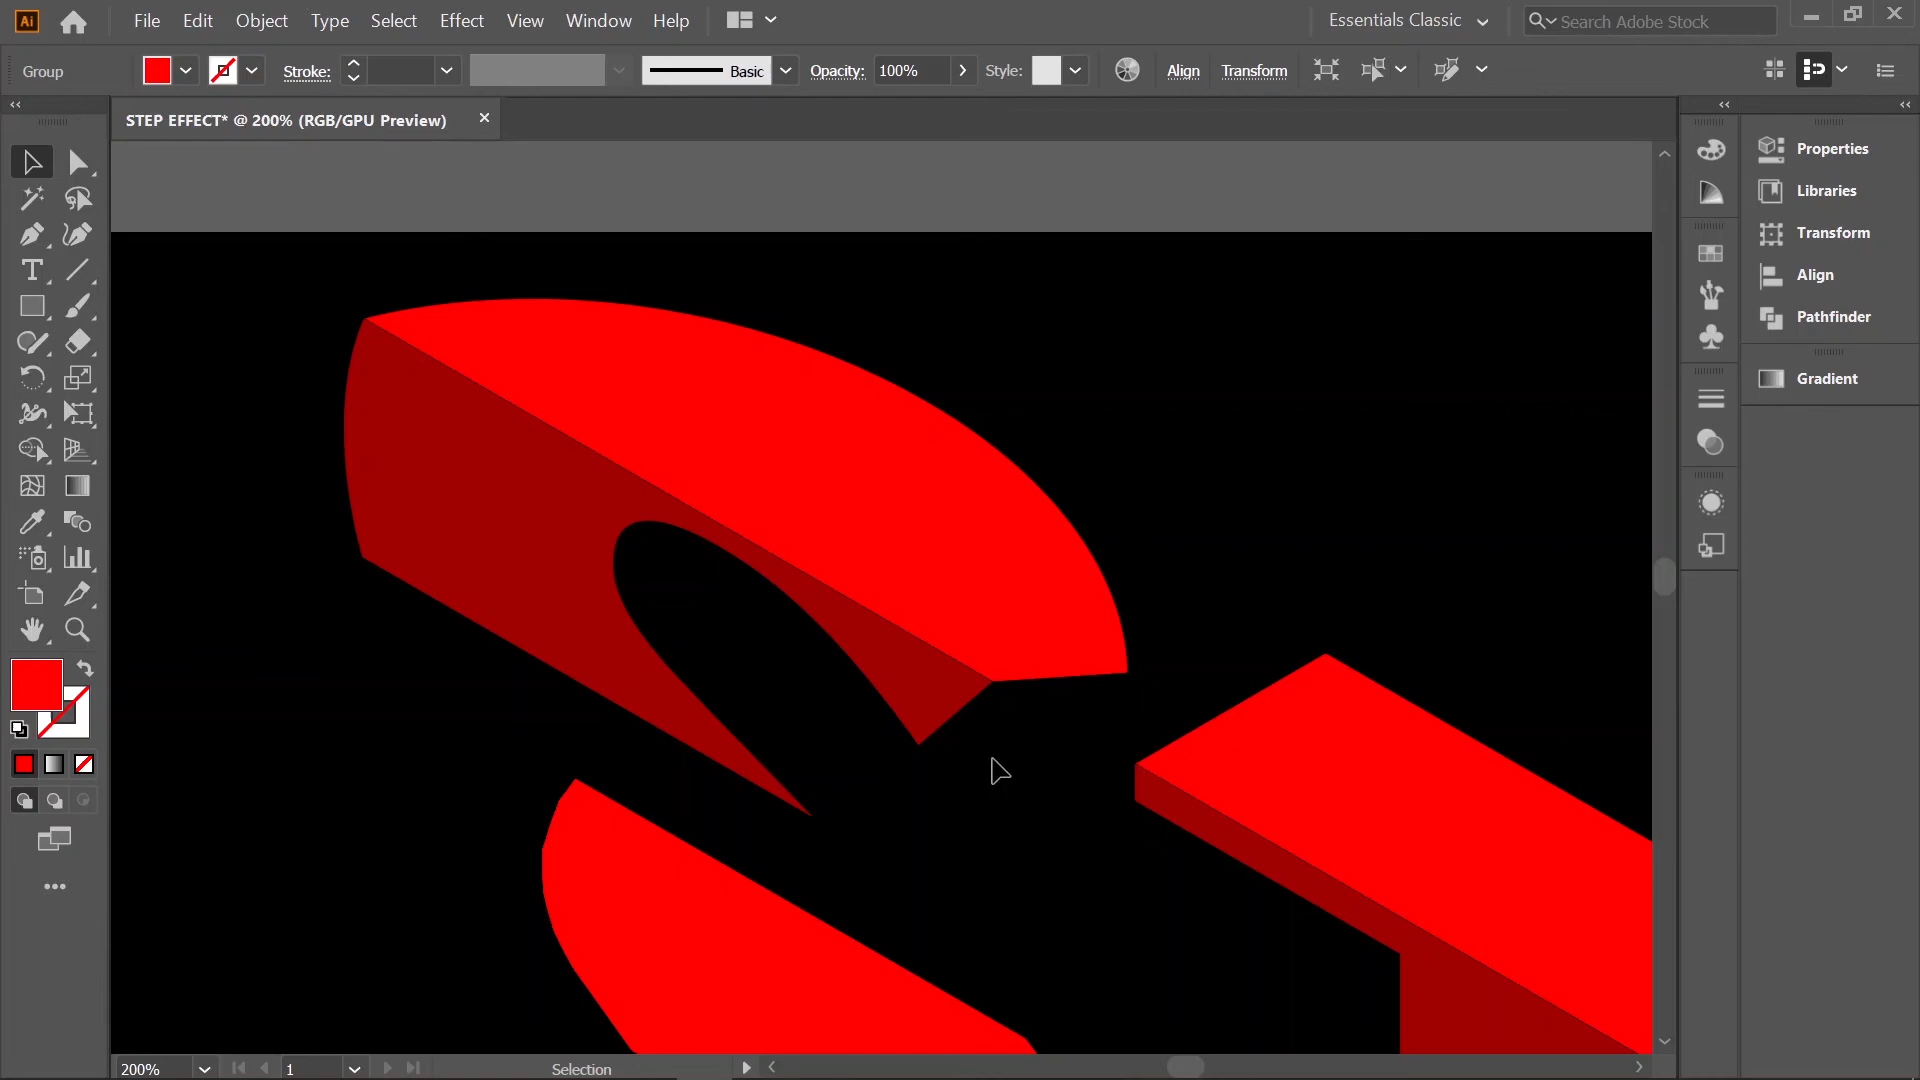 Ai File Edit Object Type Select Effect View Window Help Essentials Classic Search Adobe Stock
Group Stroke: Basic Opacity: 100% Style: Align Transform
STEP EFFECT* @ 200% (RGB/GPU Preview)
Properties
Libraries
Transform
Align
Pathfinder
Gradient
200% 1 Selection